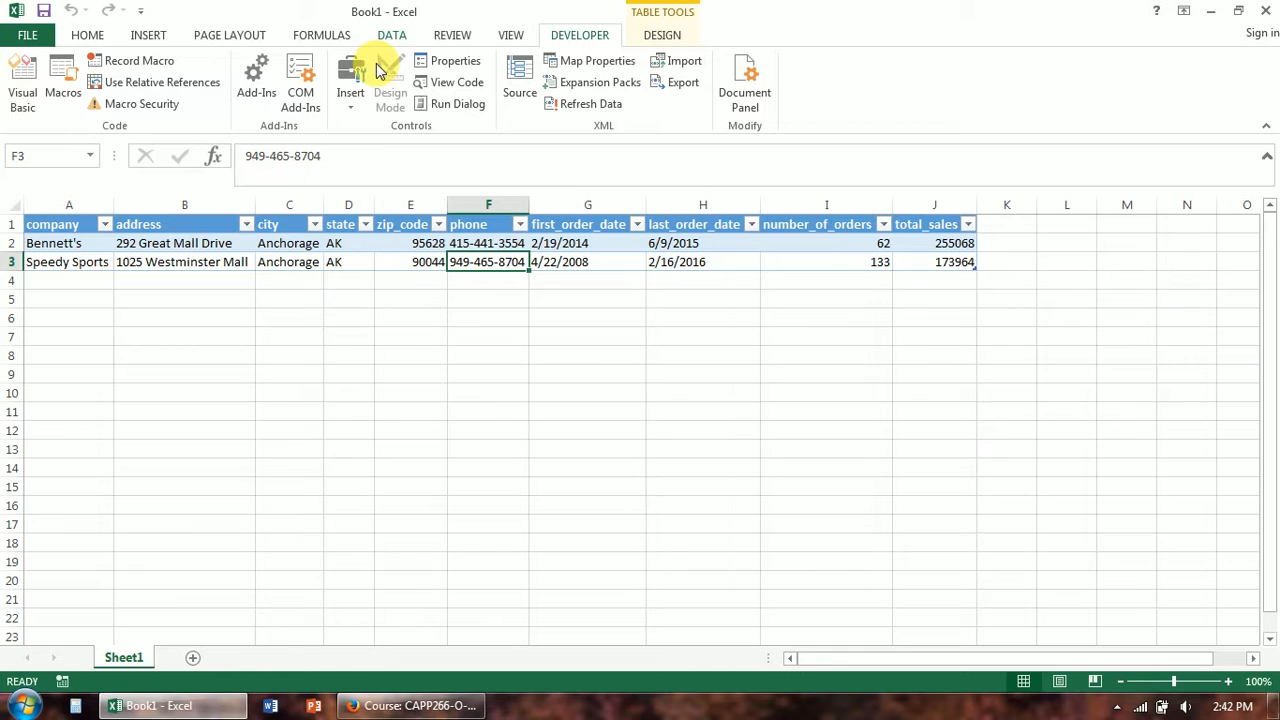 Book1 - Excel
TABLE TOOLS
?
FILE
HOME
INSERT
PAGE LAYOUT
FORMULAS
DATA
REVIEW
VIEW
DEVELOPER
DESIGN
Sign in
Visual Basic
Macros
Record Macro
Use Relative References
Macro Security
Code
Add-Ins
COM Add-Ins
Add-Ins
Insert
Design Mode
Properties
View Code
Run Dialog
Controls
Source
Map Properties
Expansion Packs
Refresh Data
Import
Export
XML
Document Panel
Modify
F3
fx
949-465-8704
A B C D E F G H I J K L M N O
1 company address city state zip_code phone first_order_date last_order_date number_of_orders total_sales
2 Bennett's 292 Great Mall Drive Anchorage AK 95628 415-441-3554 2/19/2014 6/9/2015 62 255068
3 Speedy Sports 1025 Westminster Mall Anchorage AK 90044 949-465-8704 4/22/2008 2/16/2016 133 173964
4
5
6
7
8
9
10
11
12
13
14
15
16
17
18
19
20
21
22
23
Sheet1
READY
100%
Book1 - Excel
Course: CAPP266-O-...
2:42 PM